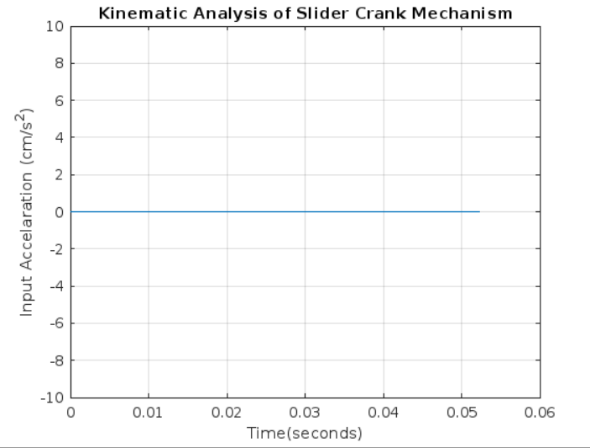 Kinematic Analysis of Slider Crank Mechanism
10
8
6
4
2
0
-2
-4
-6
-8
-10
Input Accelaration (cm/s²)
0 0.01 0.02 0.03 0.04 0.05 0.06
Time(seconds)